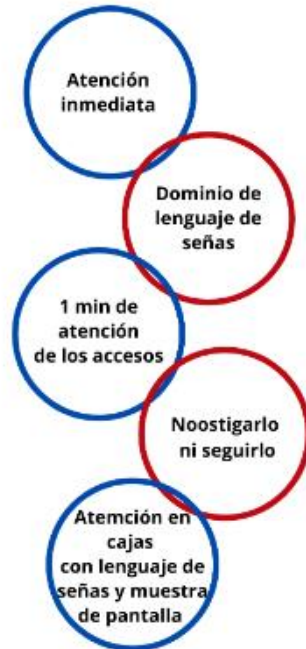 Atención
inmediata
Dominio de
lenguaje de
señas
1 min de
atención
de los accesos
Noostigarlo
ni seguirlo
Atemción en
cajas
con lenguaje de
señas y muestra
de pantalla